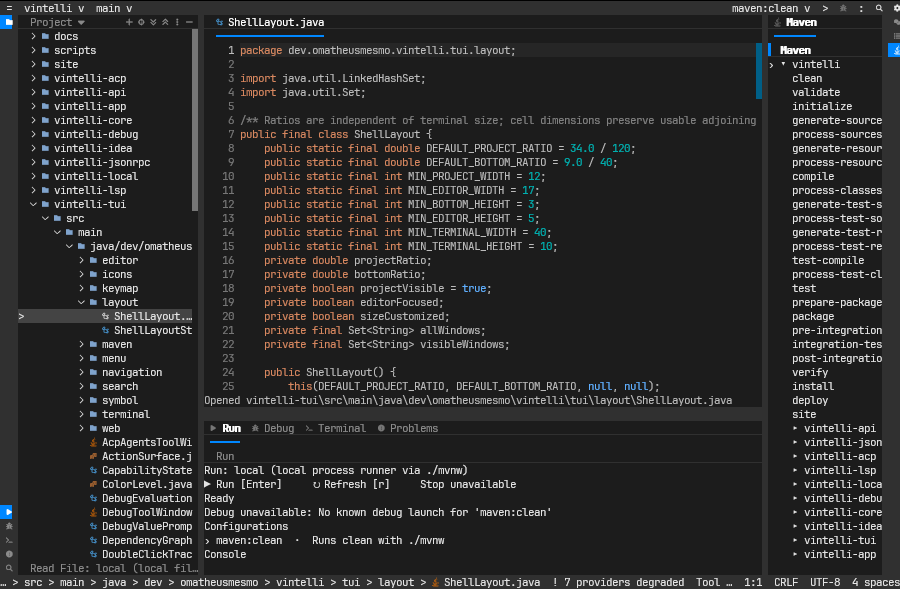 = vintelli v main v
maven:clean v > :
Project
docs
scripts
site
vintelli-acp
vintelli-api
vintelli-app
vintelli-core
vintelli-debug
vintelli-idea
vintelli-jsonrpc
vintelli-local
vintelli-lsp
vintelli-tui
src
main
java/dev/omatheus
editor
icons
keymap
layout
ShellLayout.…
ShellLayoutSt
maven
menu
navigation
search
symbol
terminal
web
AcpAgentsToolWi
ActionSurface.j
CapabilityState
ColorLevel.java
DebugEvaluation
DebugToolWindow
DebugValuePromp
DependencyGraph
DoubleClickTrac
Read File: local (local fil…
ShellLayout.java
1 package dev.omatheusmesmo.vintelli.tui.layout;
2
3 import java.util.LinkedHashSet;
4 import java.util.Set;
5
6 /** Ratios are independent of terminal size; cell dimensions preserve usable adjoining
7 public final class ShellLayout {
8 public static final double DEFAULT_PROJECT_RATIO = 34.0 / 120;
9 public static final double DEFAULT_BOTTOM_RATIO = 9.0 / 40;
10 public static final int MIN_PROJECT_WIDTH = 12;
11 public static final int MIN_EDITOR_WIDTH = 17;
12 public static final int MIN_BOTTOM_HEIGHT = 3;
13 public static final int MIN_EDITOR_HEIGHT = 5;
14 public static final int MIN_TERMINAL_WIDTH = 40;
15 public static final int MIN_TERMINAL_HEIGHT = 10;
16 private double projectRatio;
17 private double bottomRatio;
18 private boolean projectVisible = true;
19 private boolean editorFocused;
20 private boolean sizeCustomized;
21 private final Set<String> allWindows;
22 private final Set<String> visibleWindows;
23
24 public ShellLayout() {
25 this(DEFAULT_PROJECT_RATIO, DEFAULT_BOTTOM_RATIO, null, null);
Opened vintelli-tui\src\main\java\dev\omatheusmesmo\vintelli\tui\layout\ShellLayout.java
Run Debug Terminal Problems
Run
Run: local (local process runner via ./mvnw)
▶ Run [Enter] ↻ Refresh [r] Stop unavailable
Ready
Debug unavailable: No known debug launch for 'maven:clean'
Configurations
› maven:clean · Runs clean with ./mvnw
Console
Maven
Maven
vintelli
clean
validate
initialize
generate-source
process-sources
generate-resour
process-resourc
compile
process-classes
generate-test-s
process-test-so
generate-test-r
process-test-re
test-compile
process-test-cl
test
prepare-package
package
pre-integration
integration-tes
post-integratio
verify
install
deploy
site
▸ vintelli-api
▸ vintelli-json
▸ vintelli-acp
▸ vintelli-lsp
▸ vintelli-loca
▸ vintelli-debu
▸ vintelli-core
▸ vintelli-idea
▸ vintelli-tui
▸ vintelli-app
… > src > main > java > dev > omatheusmesmo > vintelli > tui > layout > ShellLayout.java ! 7 providers degraded Tool … 1:1 CRLF UTF-8 4 spaces